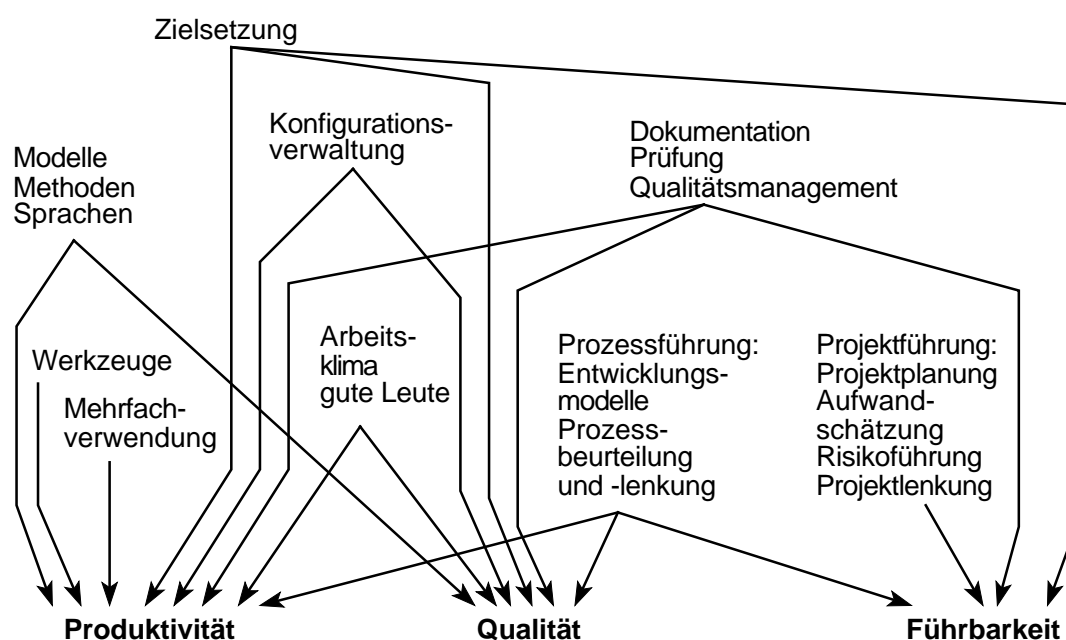 Zielsetzung
Konfigurations-
verwaltung
Dokumentation
Prüfung
Qualitätsmanagement
Modelle
Methoden
Sprachen
Werkzeuge
Mehrfach-
verwendung
Arbeits-
klima
gute Leute
Prozessführung:
Entwicklungs-
modelle
Prozess-
beurteilung
und -lenkung
Projektführung:
Projektplanung
Aufwand-
schätzung
Risikoführung
Projektlenkung
Produktivität
Qualität
Führbarkeit